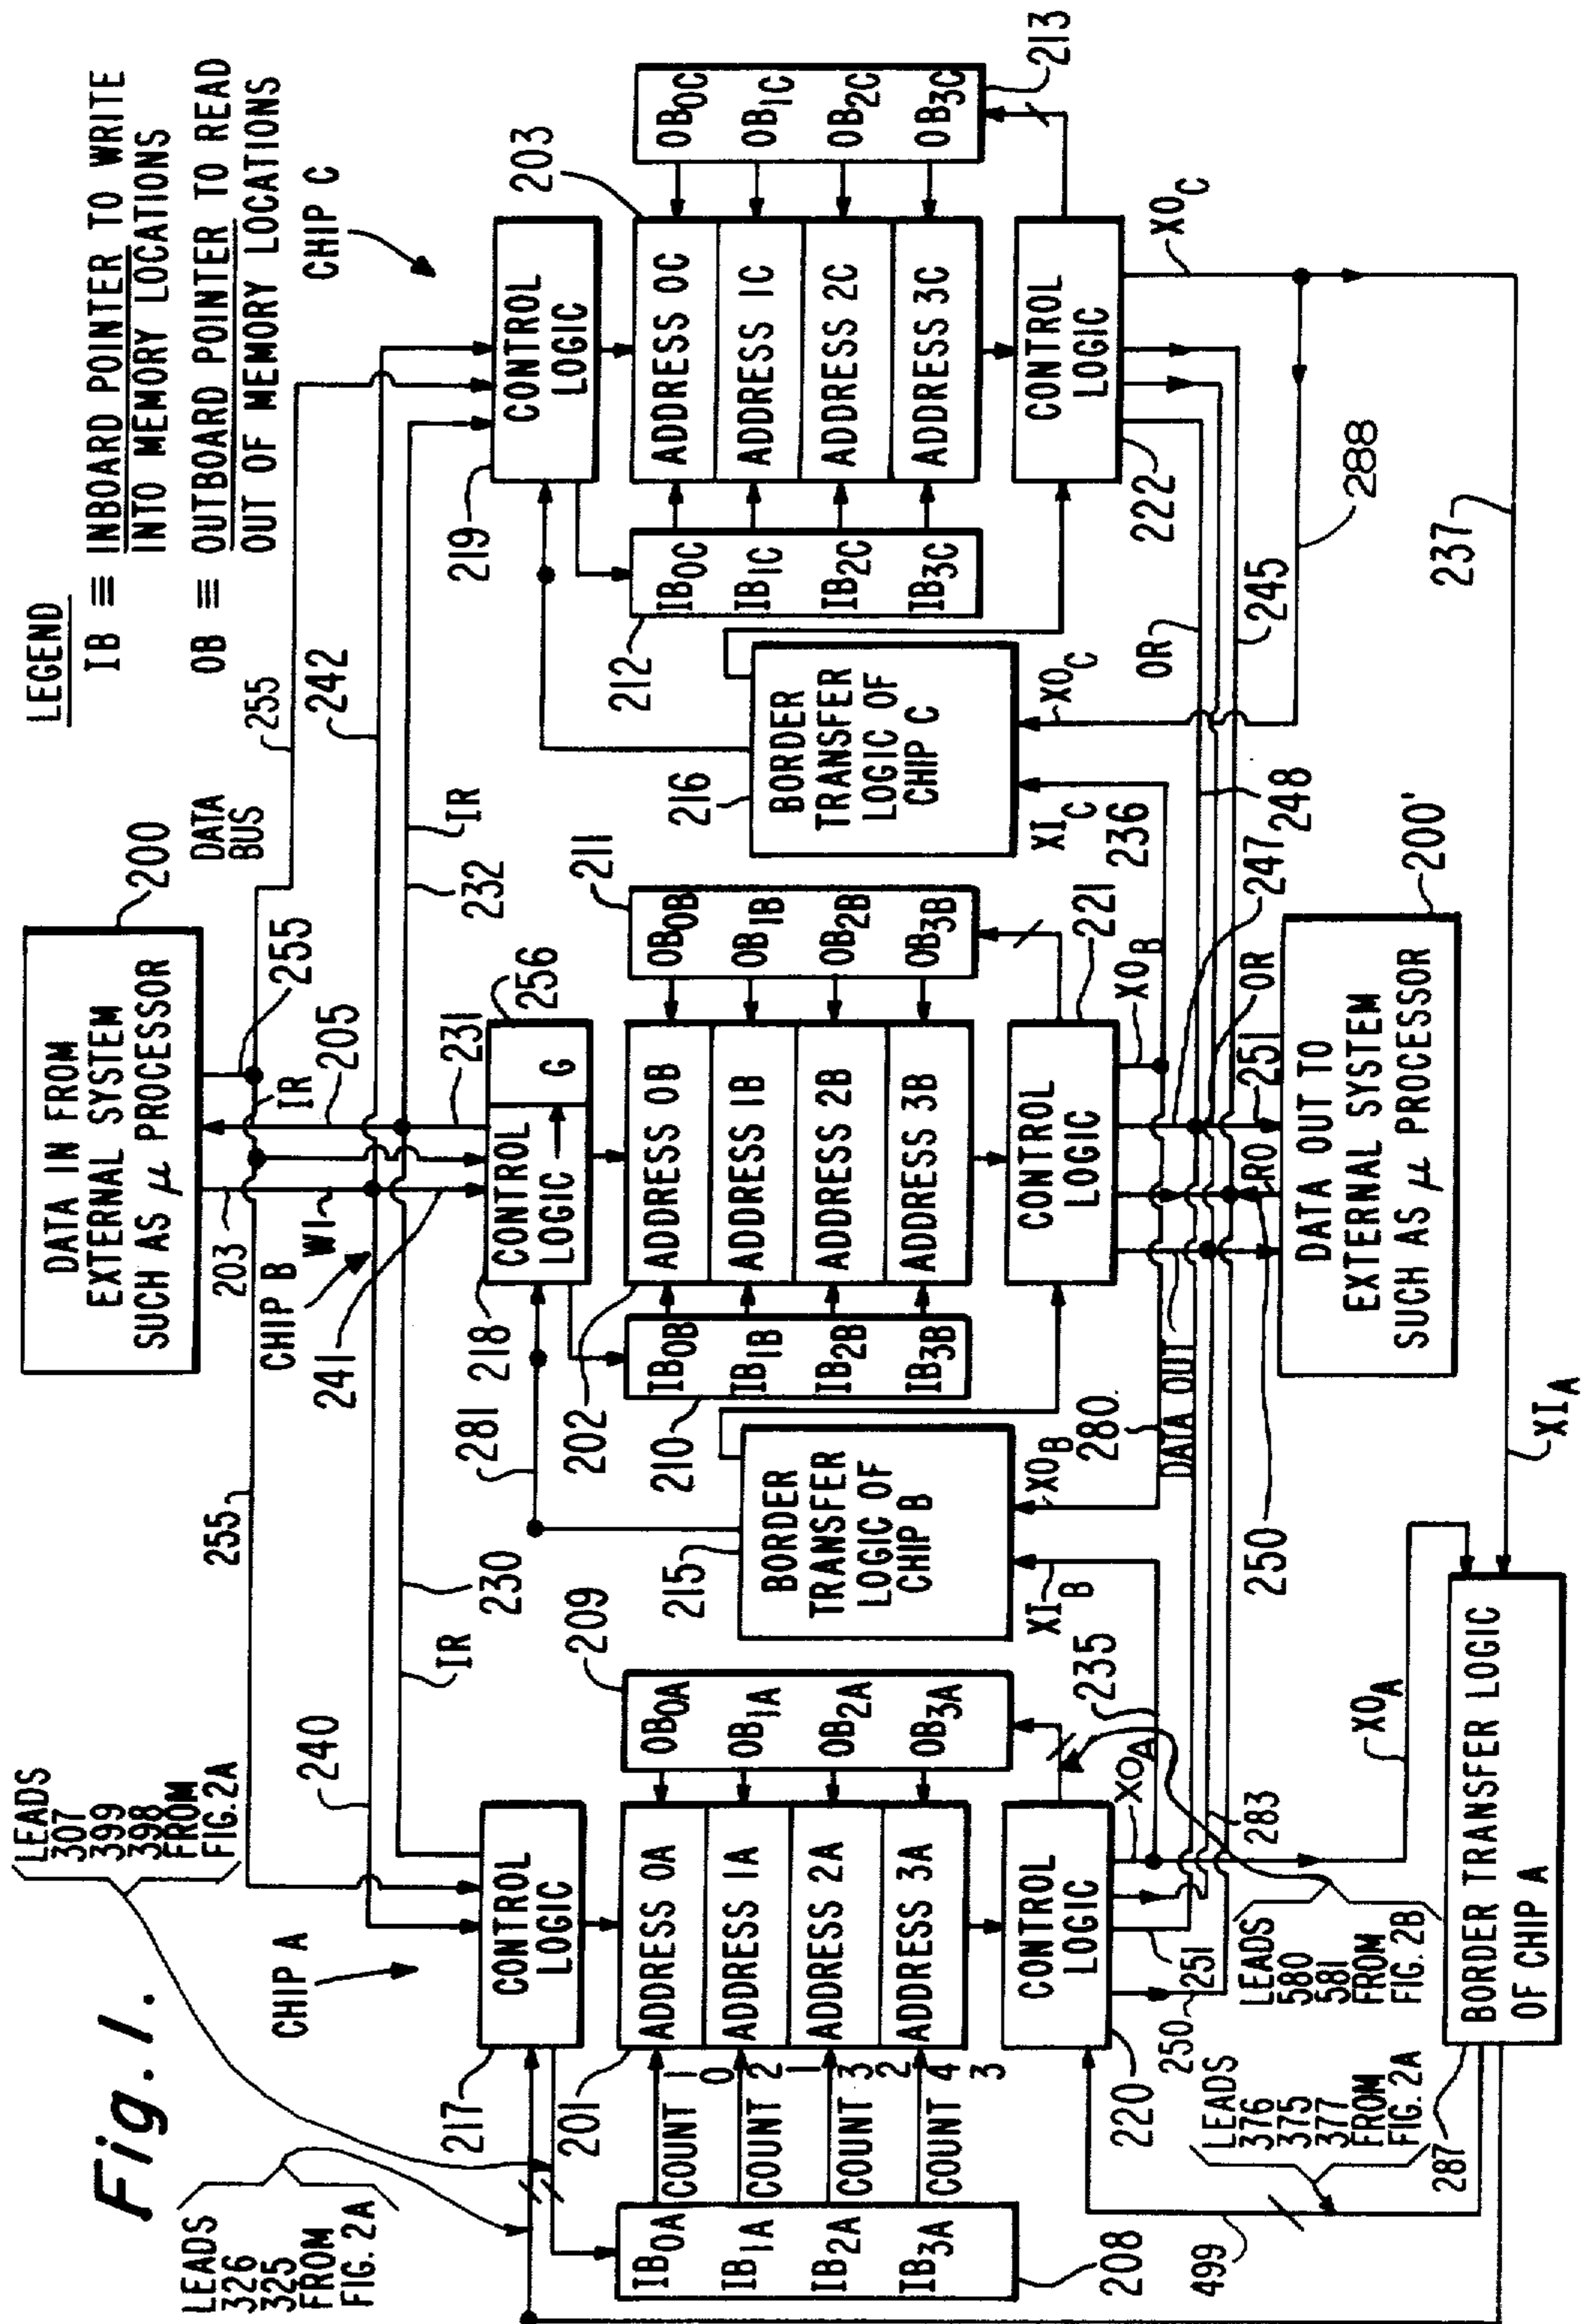 Fig. 1.
LEGEND
IB ≡ INBOARD POINTER TO WRITE
INTO MEMORY LOCATIONS
OB ≡ OUTBOARD POINTER TO READ
OUT OF MEMORY LOCATIONS
LEADS
326
325
FROM
FIG. 2A
LEADS
307
399
398
FROM
FIG. 2A
DATA IN FROM
EXTERNAL SYSTEM
SUCH AS μ PROCESSOR
200
DATA
BUS
255
255
255
203
WI
IR
205
240
242
241
IR
230
231
IR
232
CHIP A
CHIP B
CHIP C
217
CONTROL
LOGIC
218
CONTROL
LOGIC
G
256
219
CONTROL
LOGIC
281
201
ADDRESS 0A
ADDRESS 1A
ADDRESS 2A
ADDRESS 3A
COUNT 1
0
COUNT 2
1
COUNT 3
2
COUNT 4
3
IB0A
IB1A
IB2A
IB3A
208
OB0A
OB1A
OB2A
OB3A
209
202
ADDRESS 0B
ADDRESS 1B
ADDRESS 2B
ADDRESS 3B
IB0B
IB1B
IB2B
IB3B
210
OB0B
OB1B
OB2B
OB3B
211
203
ADDRESS 0C
ADDRESS 1C
ADDRESS 2C
ADDRESS 3C
IB0C
IB1C
IB2C
IB3C
212
OB0C
OB1C
OB2C
OB3C
213
215
BORDER
TRANSFER
LOGIC OF
CHIP B
216
BORDER
TRANSFER
LOGIC OF
CHIP C
CONTROL
LOGIC
220
CONTROL
LOGIC
221
CONTROL
LOGIC
222
XOA
235
XIB
XOB
280
XOB
XIC
236
XOC
XOC
OR
DATA OUT
247
248
245
288
237
250
251
283
LEADS
580
581
FROM
FIG. 2B
LEADS
376
375
377
FROM
FIG. 2A
499
287
BORDER TRANSFER LOGIC
OF CHIP A
XOA
XIA
250
RO
251
OR
DATA OUT TO
EXTERNAL SYSTEM
SUCH AS μ PROCESSOR
200'